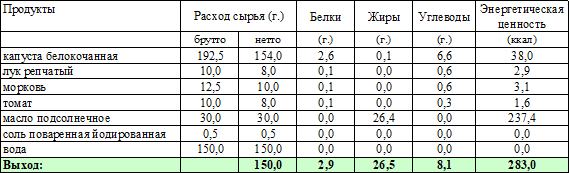 Продукты Расход сырья (г.) Белки Жиры Углеводы Энергетическая ценность
брутто нетто (г.) (г.) (г.) (ккал)
капуста белокочанная 192,5 154,0 2,6 0,1 6,6 38,0
лук репчатый 10,0 8,0 0,1 0,0 0,6 2,9
морковь 12,5 10,0 0,1 0,0 0,6 3,1
томат 10,0 8,0 0,1 0,0 0,3 1,6
масло подсолнечное 30,0 30,0 0,0 26,4 0,0 237,4
соль поваренная йодированная 0,5 0,5 0,0 0,0 0,0 0,0
вода 150,0 150,0 0,0 0,0 0,0 0,0
Выход: 150,0 2,9 26,5 8,1 283,0